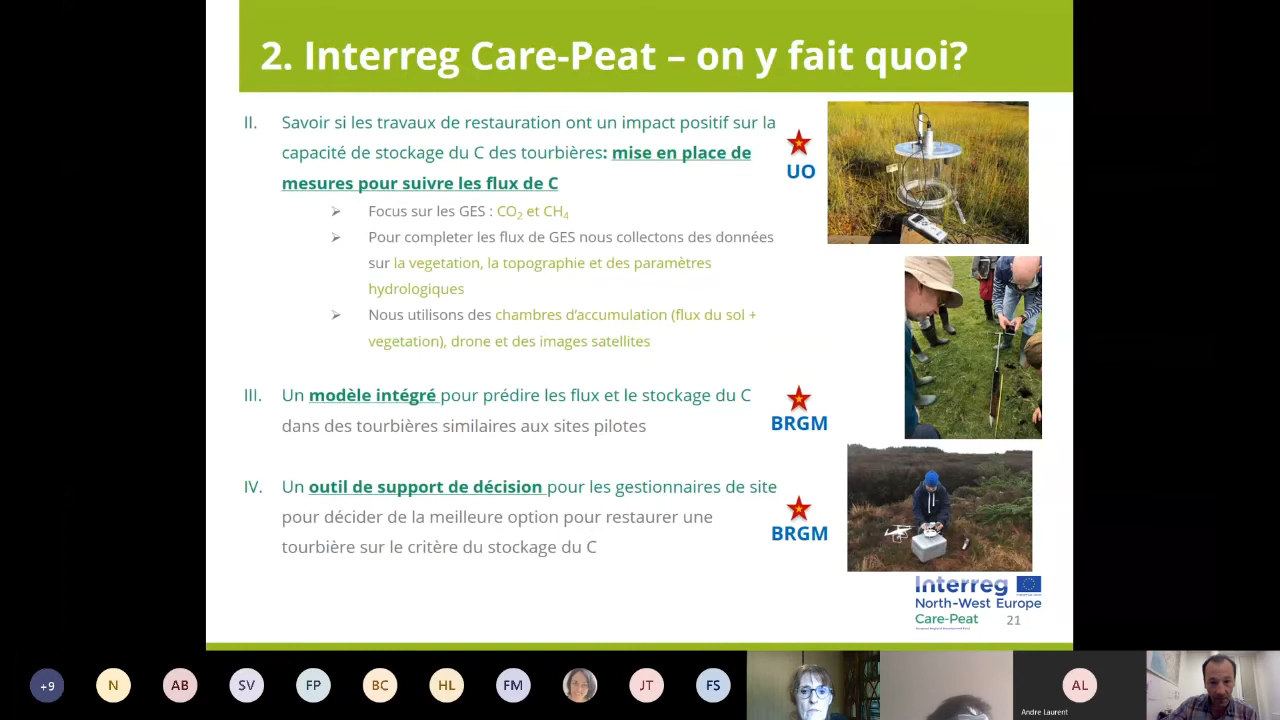 2. Interreg Care-Peat – on y fait quoi?
II. Savoir si les travaux de restauration ont un impact positif sur la
capacité de stockage du C des tourbières: mise en place de
mesures pour suivre les flux de C
UO
➢ Focus sur les GES : CO2 et CH4
➢ Pour completer les flux de GES nous collectons des données
sur la vegetation, la topographie et des paramètres
hydrologiques
➢ Nous utilisons des chambres d’accumulation (flux du sol +
vegetation), drone et des images satellites
III. Un modèle intégré pour prédire les flux et le stockage du C
dans des tourbières similaires aux sites pilotes
BRGM
IV. Un outil de support de décision pour les gestionnaires de site
pour décider de la meilleure option pour restaurer une
tourbière sur le critère du stockage du C
BRGM
Interreg
North-West Europe
Care-Peat
21
+9
N
AB
SV
FP
BC
HL
FM
JT
FS
AL
Andre Laurent